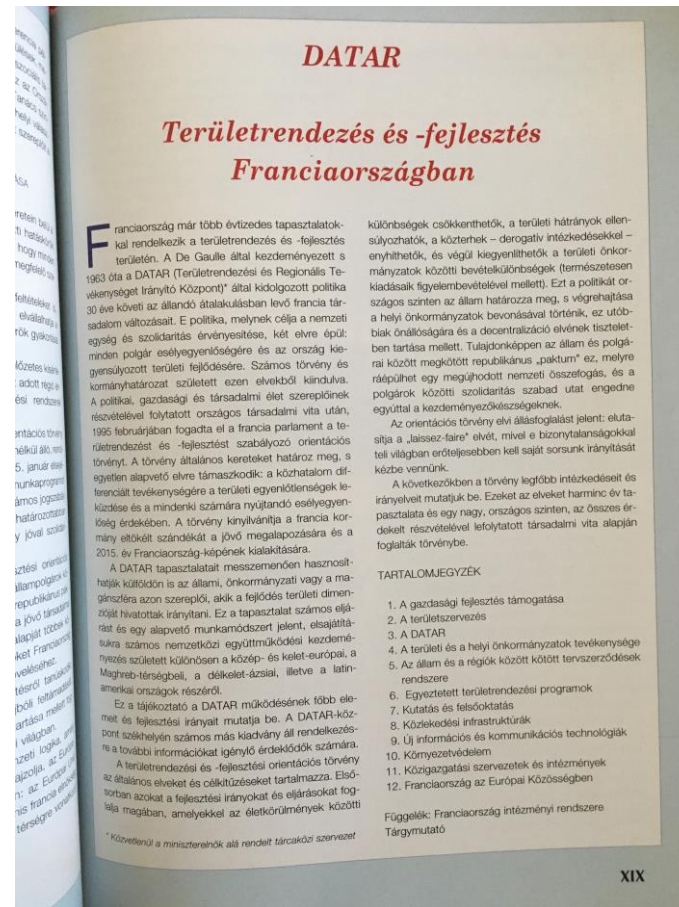 DATAR
Területrendezés és -fejlesztés
Franciaországban
Franciaország már több évtizedes tapasztalatok-
kal rendelkezik a területrendezés és -fejlesztés
területén. A De Gaulle által kezdeményezett s
1963 óta a DATAR (Területrendezési és Regionális Te-
vékenységet Irányító Központ)* által kidolgozott politika
30 éve követi az állandó átalakulásban levő francia tár-
sadalom változásait. E politika, melynek célja a nemzeti
egység és szolidaritás érvényesítése, két elvre épül:
minden polgár esélyegyenlőségére és az ország kie-
gyensúlyozott területi fejlődésére. Számos törvény és
kormányhatározat született ezen elvekből kiindulva.
A politikai, gazdasági és társadalmi élet szereplőinek
részvételével folytatott országos társadalmi vita után,
1995 februárjában fogadta el a francia parlament a te-
rületrendezést és -fejlesztést szabályozó orientációs
törvényt. A törvény általános kereteket határoz meg, s
egyetlen alapvető elvre támaszkodik: a közhatalom dif-
ferenciált tevékenységére a területi egyenlőtlenségek le-
küzdése és a mindenki számára nyújtandó esélyegyen-
lőség érdekében. A törvény kinyilvánítja a francia kor-
mány eltökélt szándékát a jövő megalapozására és a
2015. év Franciaország-képének kialakítására.
A DATAR tapasztalatait messzemenően hasznosít-
hatják külföldön is az állami, önkormányzati vagy a ma-
gánszféra azon szereplői, akik a fejlődés területi dimen-
zióját hivatottak irányítani. Ez a tapasztalat számos eljá-
rást és egy alapvető munkamódszert jelent, elsajátítá-
sukra számos nemzetközi együttműködési kezdemé-
nyezés született különösen a közép- és kelet-európai, a
Maghreb-térségbeli, a délkelet-ázsiai, illetve a latin-
amerikai országok részéről.
Ez a tájékoztató a DATAR működésének főbb ele-
meit és fejlesztési irányait mutatja be. A DATAR-köz-
pont székhelyén számos más kiadvány áll rendelkezés-
re a további információkat igénylő érdeklődők számára.
A területrendezési és -fejlesztési orientációs törvény
az általános elveket és célkitűzéseket tartalmazza. Első-
sorban azokat a fejlesztési irányokat és eljárásokat fog-
lalja magában, amelyekkel az életkörülmények közötti
* Közvetlenül a miniszterelnök alá rendelt tárcaközi szervezet
különbségek csökkenthetők, a területi hátrányok ellen-
súlyozhatók, a közterhek – derogatív intézkedésekkel –
enyhíthetők, és végül kiegyenlíthetők a területi önkor-
mányzatok közötti bevételkülönbségek (természetesen
kiadásaik figyelembevételével mellett). Ezt a politikát or-
szágos szinten az állam határozza meg, s végrehajtása
a helyi önkormányzatok bevonásával történik, ez utób-
biak önállóságára és a decentralizáció elvének tisztelet-
ben tartása mellett. Tulajdonképpen az állam és polgá-
rai között megkötött republikánus „paktum" ez, melyre
ráépülhet egy megújhodott nemzeti összefogás, és a
polgárok közötti szolidaritás szabad utat engedne
egyúttal a kezdeményezőkészségeknek.
Az orientációs törvény elvi állásfoglalást jelent: eluta-
sítja a „laissez-faire" elvét, mivel e bizonytalanságokkal
teli világban erőteljesebben kell saját sorsunk irányítását
kézbe vennünk.
A következőkben a törvény legfőbb intézkedéseit és
irányelveit mutatjuk be. Ezeket az elveket harminc év ta-
pasztalata és egy nagy, országos szinten, az összes ér-
dekelt részvételével lefolytatott társadalmi vita alapján
foglalták törvénybe.
TARTALOMJEGYZÉK
1. A gazdasági fejlesztés támogatása
2. A területszervezés
3. A DATAR
4. A területi és a helyi önkormányzatok tevékenysége
5. Az állam és a régiók között kötött tervszerződések
rendszere
6. Egyeztetett területrendezési programok
7. Kutatás és felsőoktatás
8. Közlekedési infrastruktúrák
9. Új információs és kommunikációs technológiák
10. Környezetvédelem
11. Közigazgatási szervezetek és intézmények
12. Franciaország az Európai Közösségben
Függelék: Franciaország intézményi rendszere
Tárgymutató
XIX